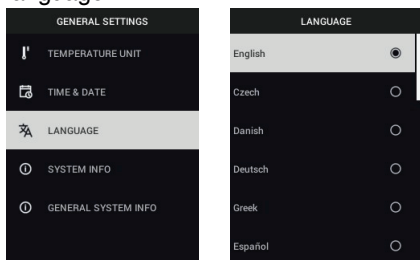 GENERAL SETTINGS
TEMPERATURE UNIT
TIME & DATE
LANGUAGE
SYSTEM INFO
GENERAL SYSTEM INFO
LANGUAGE
English
Czech
Danish
Deutsch
Greek
Español